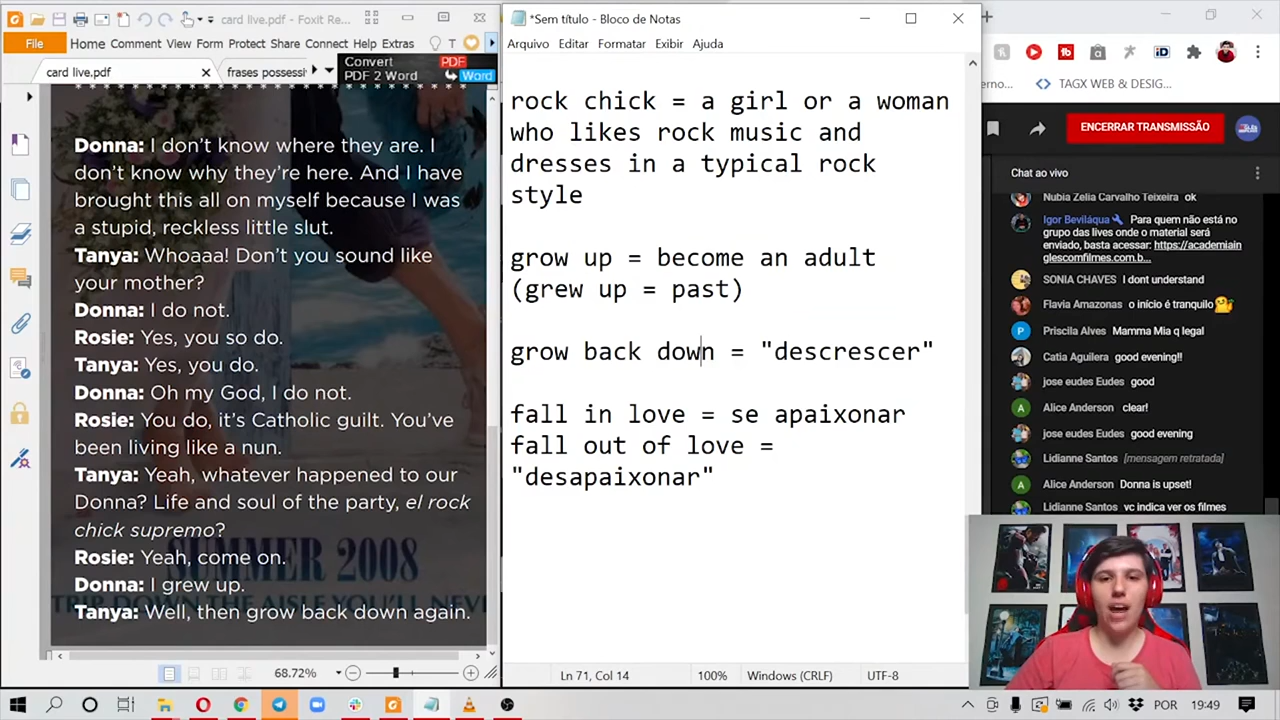 card live.pdf - Foxit Re...
File Home Comment View Form Protect Share Connect Help Extras
Convert
PDF 2 Word
PDF
Word
card live.pdf
frases possessi
* * * * * * * * * * * * * * * * * * * *
Donna: I don't know where they are. I
don't know why they're here. And I have
brought this all on myself because I was
a stupid, reckless little slut.
Tanya: Whoaaa! Don't you sound like
your mother?
Donna: I do not.
Rosie: Yes, you so do.
Tanya: Yes, you do.
Donna: Oh my God, I do not.
Rosie: You do, it's Catholic guilt. You've
been living like a nun.
Tanya: Yeah, whatever happened to our
Donna? Life and soul of the party, el rock
chick supremo?
Rosie: Yeah, come on.
SUMMER 2008
Donna: I grew up.
Tanya: Well, then grow back down again.
68.72%
*Sem título - Bloco de Notas
Arquivo Editar Formatar Exibir Ajuda
rock chick = a girl or a woman
who likes rock music and
dresses in a typical rock
style
grow up = become an adult
(grew up = past)
grow back down = "descrescer"
fall in love = se apaixonar
fall out of love =
"desapaixonar"
Ln 71, Col 14
100%
Windows (CRLF)
UTF-8
erno...
TAGX WEB & DESIG...
ENCERRAR TRANSMISSÃO
Chat ao vivo
Nubia Zelia Carvalho Teixeira ok
Igor Beviláqua Para quem não está no
grupo das lives onde o material será
enviado, basta acessar: https://academiain
glescomfilmes.com.b...
SONIA CHAVES I dont understand
Flavia Amazonas o início é tranquilo
Priscila Alves Mamma Mia q legal
Catia Aguilera good evening!!
jose eudes Eudes good
Alice Anderson clear!
jose eudes Eudes good evening
Lidianne Santos [mensagem retratada]
Alice Anderson Donna is upset!
Lidianne Santos vc indica ver os filmes
POR
19:49